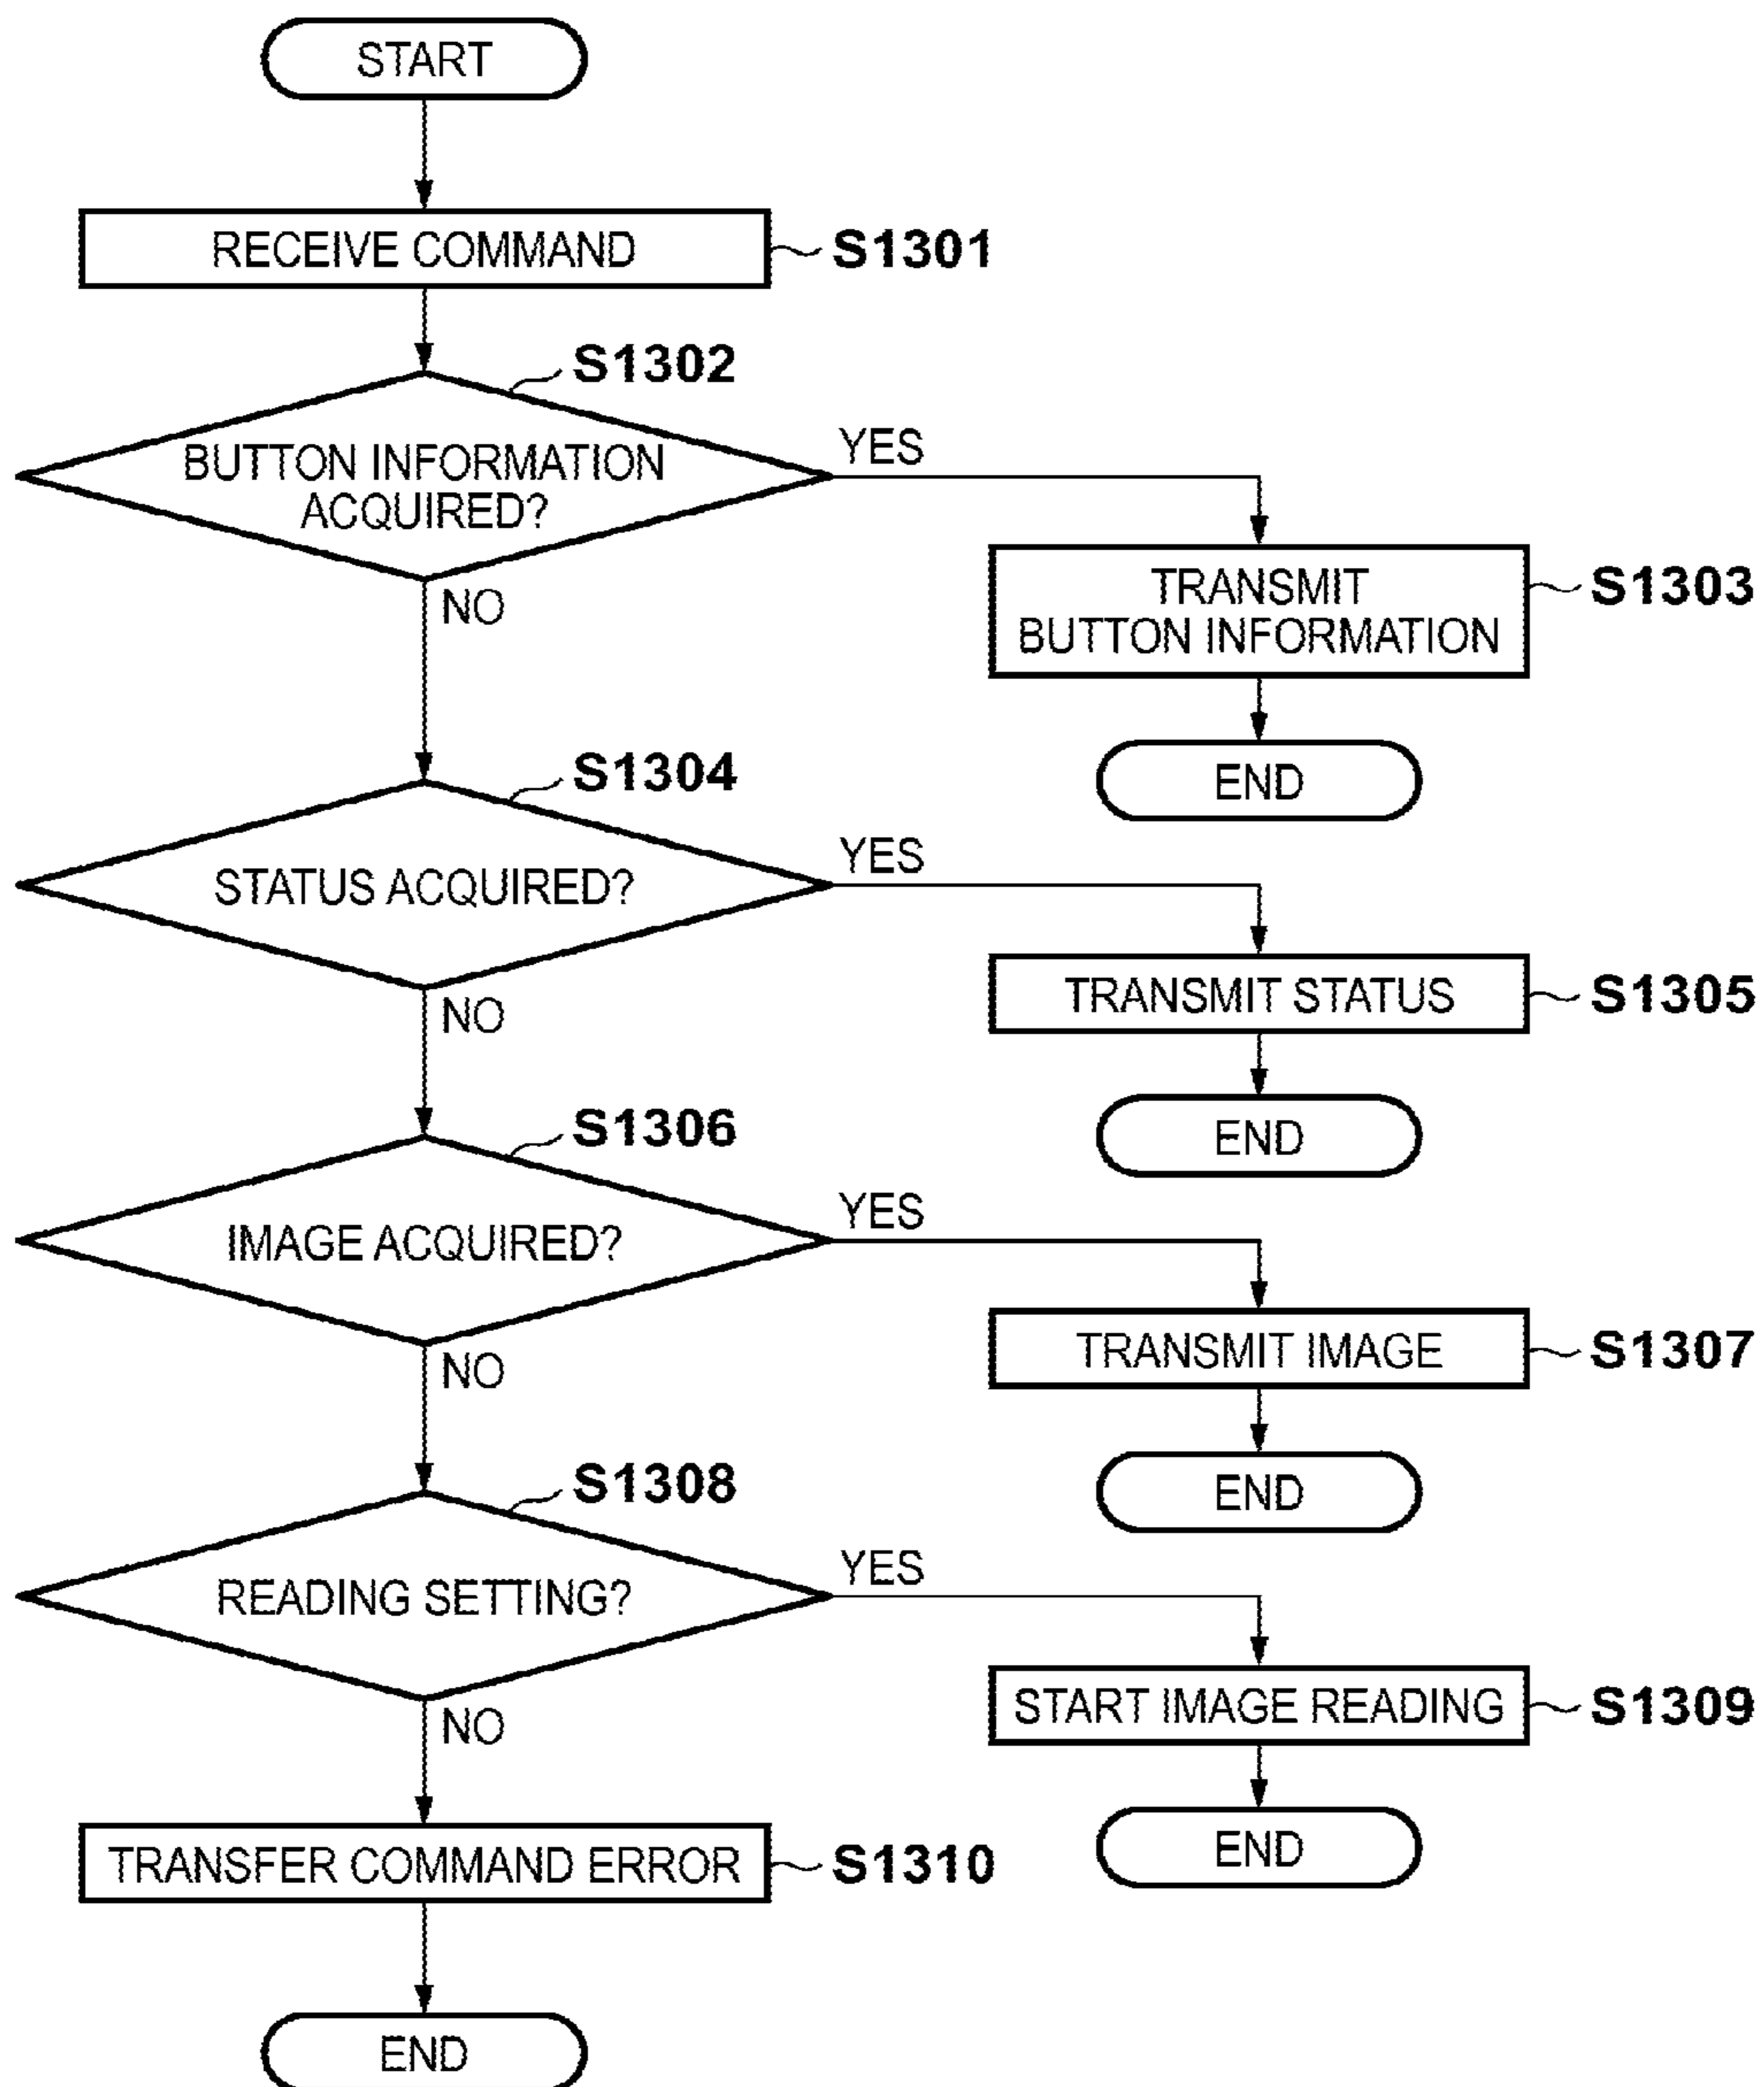 START
RECEIVE COMMAND
S1301
S1302
BUTTON INFORMATION
ACQUIRED?
YES
NO
TRANSMIT
BUTTON INFORMATION
S1303
END
S1304
STATUS ACQUIRED?
YES
NO
TRANSMIT STATUS
S1305
END
S1306
IMAGE ACQUIRED?
YES
NO
TRANSMIT IMAGE
S1307
END
S1308
READING SETTING?
YES
NO
START IMAGE READING
S1309
END
TRANSFER COMMAND ERROR
S1310
END